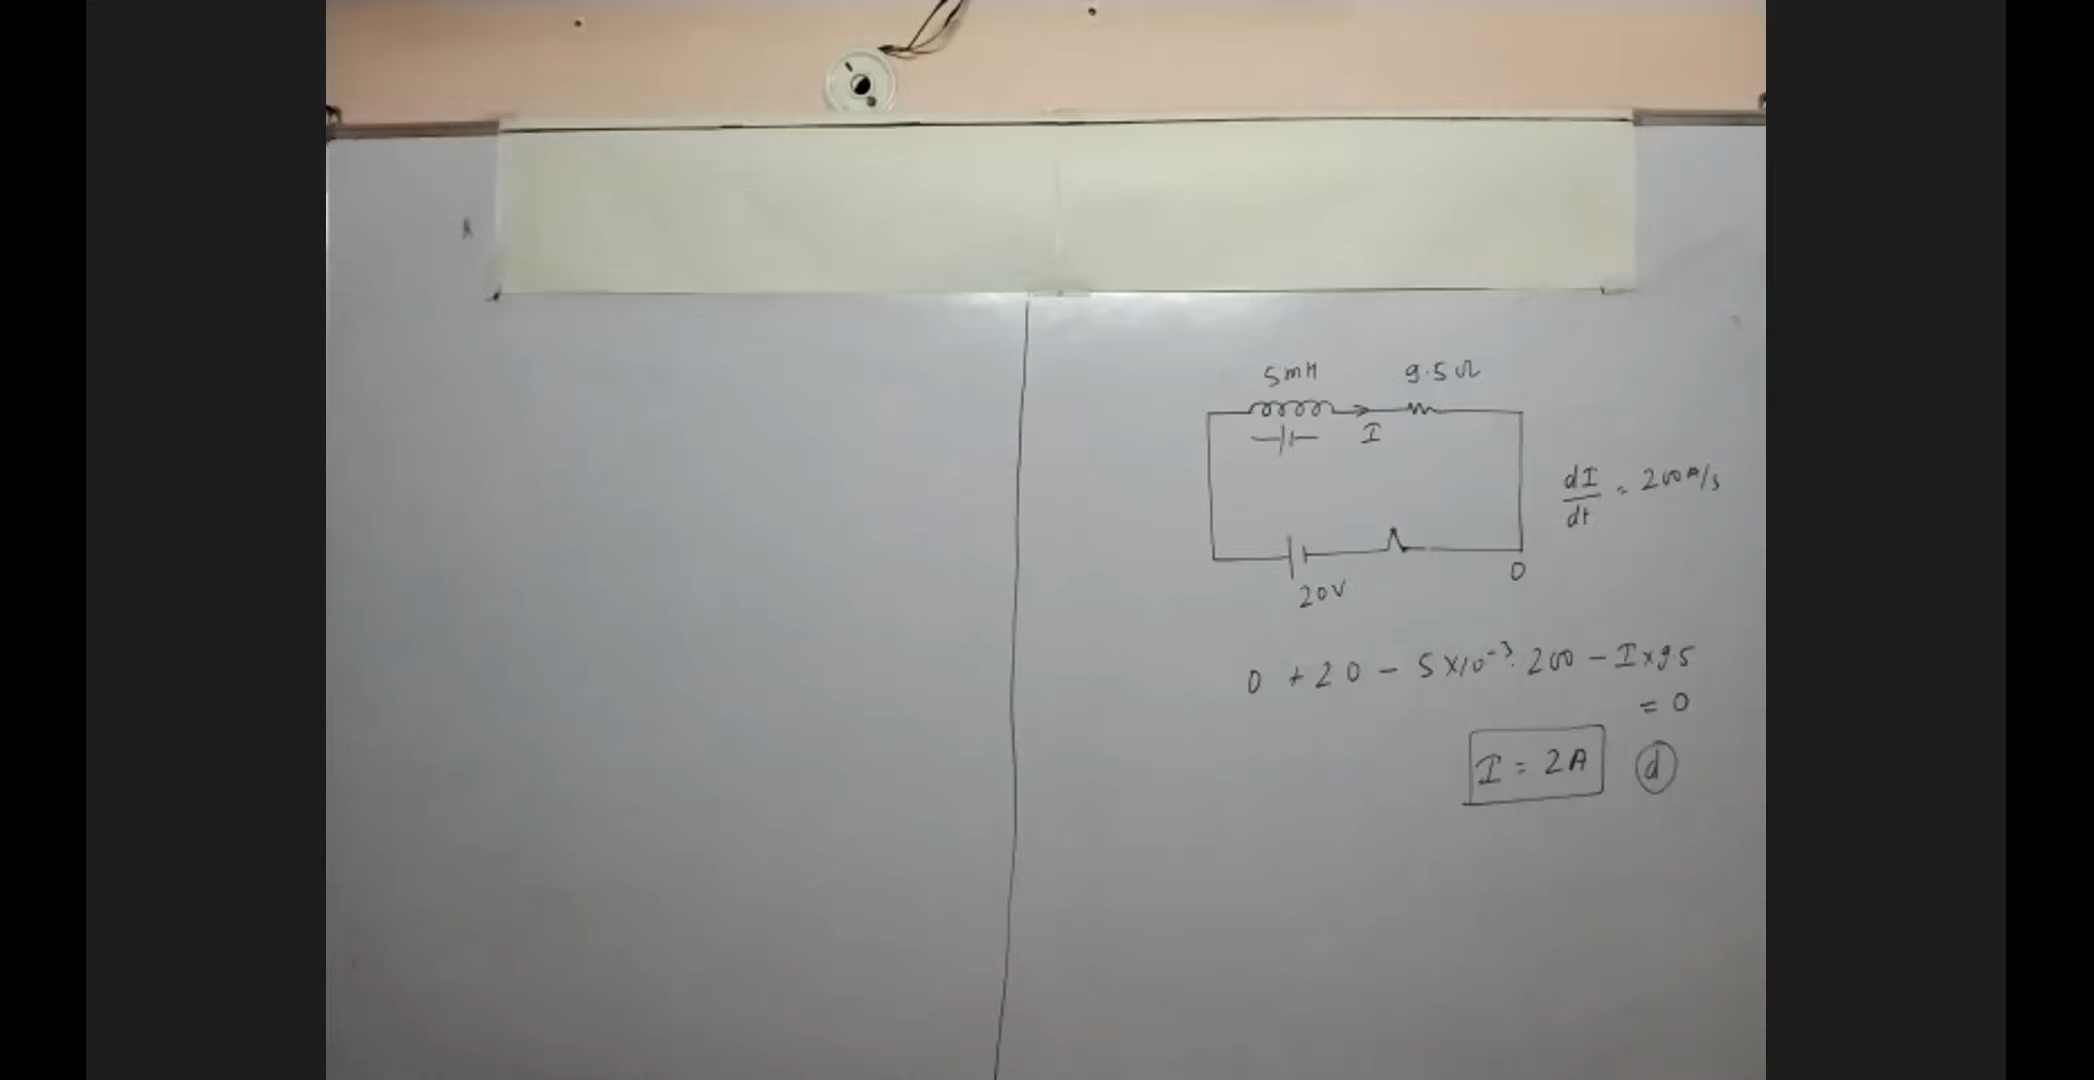 5mH 9.5Ω
I
dI/dt = 200A/s
20V
0
0 + 20 - 5×10⁻³·200 - I×9.5
= 0
I = 2A (d)